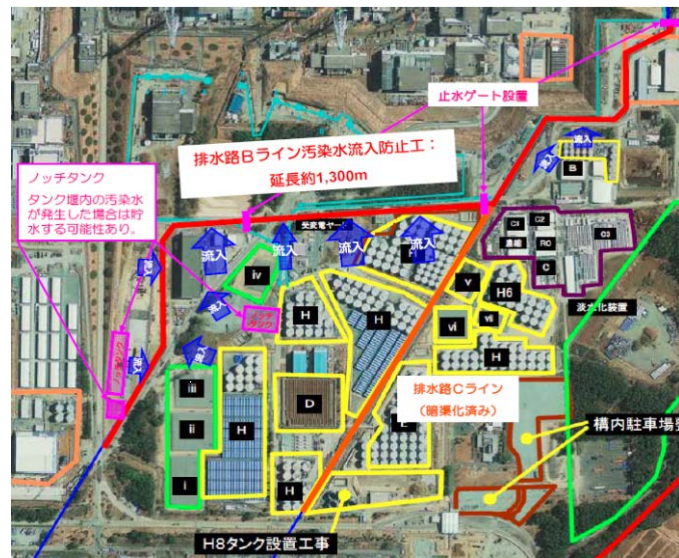 止水ゲート設置
排水路Bライン汚染水流入防止工：
延長約1,300m
ノッチタンク
タンク堰内の汚染水
が発生した場合は貯
水する可能性あり。
B
流入
流入
流入
流入
流入
C2
RO
C
淡水化装置
iv
H
H
v
H6
vi
vii
H
iii
ii
i
H
D
排水路Cライン
（暗渠化済み）
E
構内駐車場
H
H8タンク設置工事